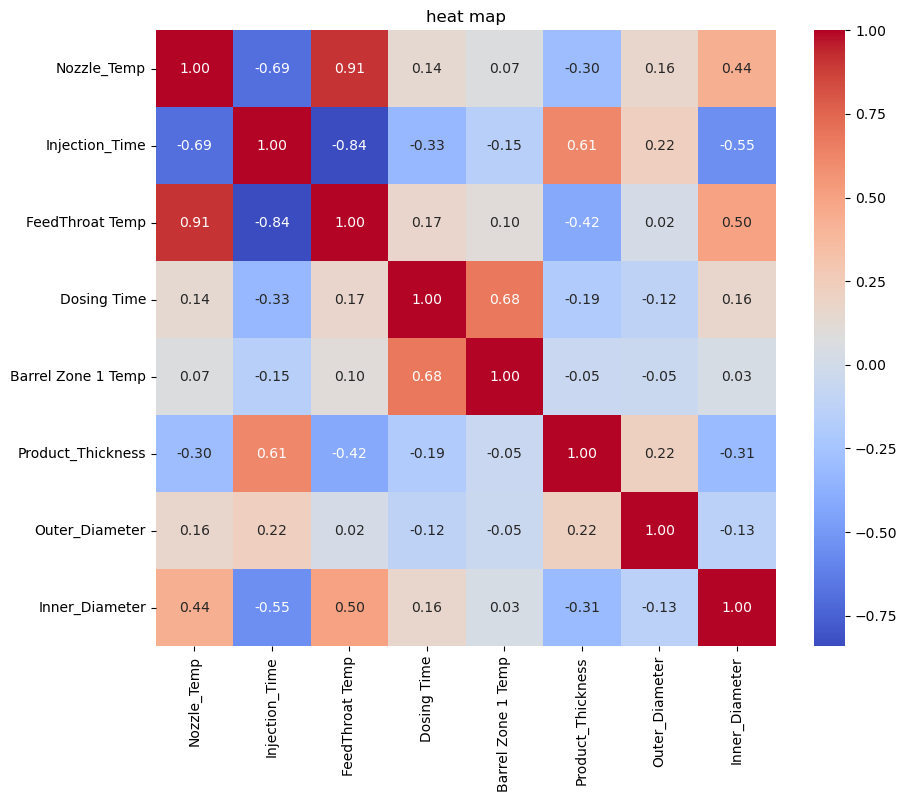 heat map
Nozzle_Temp 1.00 -0.69 0.91 0.14 0.07 -0.30 0.16 0.44
Injection_Time -0.69 1.00 -0.84 -0.33 -0.15 0.61 0.22 -0.55
FeedThroat Temp 0.91 -0.84 1.00 0.17 0.10 -0.42 0.02 0.50
Dosing Time 0.14 -0.33 0.17 1.00 0.68 -0.19 -0.12 0.16
Barrel Zone 1 Temp 0.07 -0.15 0.10 0.68 1.00 -0.05 -0.05 0.03
Product_Thickness -0.30 0.61 -0.42 -0.19 -0.05 1.00 0.22 -0.31
Outer_Diameter 0.16 0.22 0.02 -0.12 -0.05 0.22 1.00 -0.13
Inner_Diameter 0.44 -0.55 0.50 0.16 0.03 -0.31 -0.13 1.00
Nozzle_Temp
Injection_Time
FeedThroat Temp
Dosing Time
Barrel Zone 1 Temp
Product_Thickness
Outer_Diameter
Inner_Diameter
1.00
0.75
0.50
0.25
0.00
-0.25
-0.50
-0.75